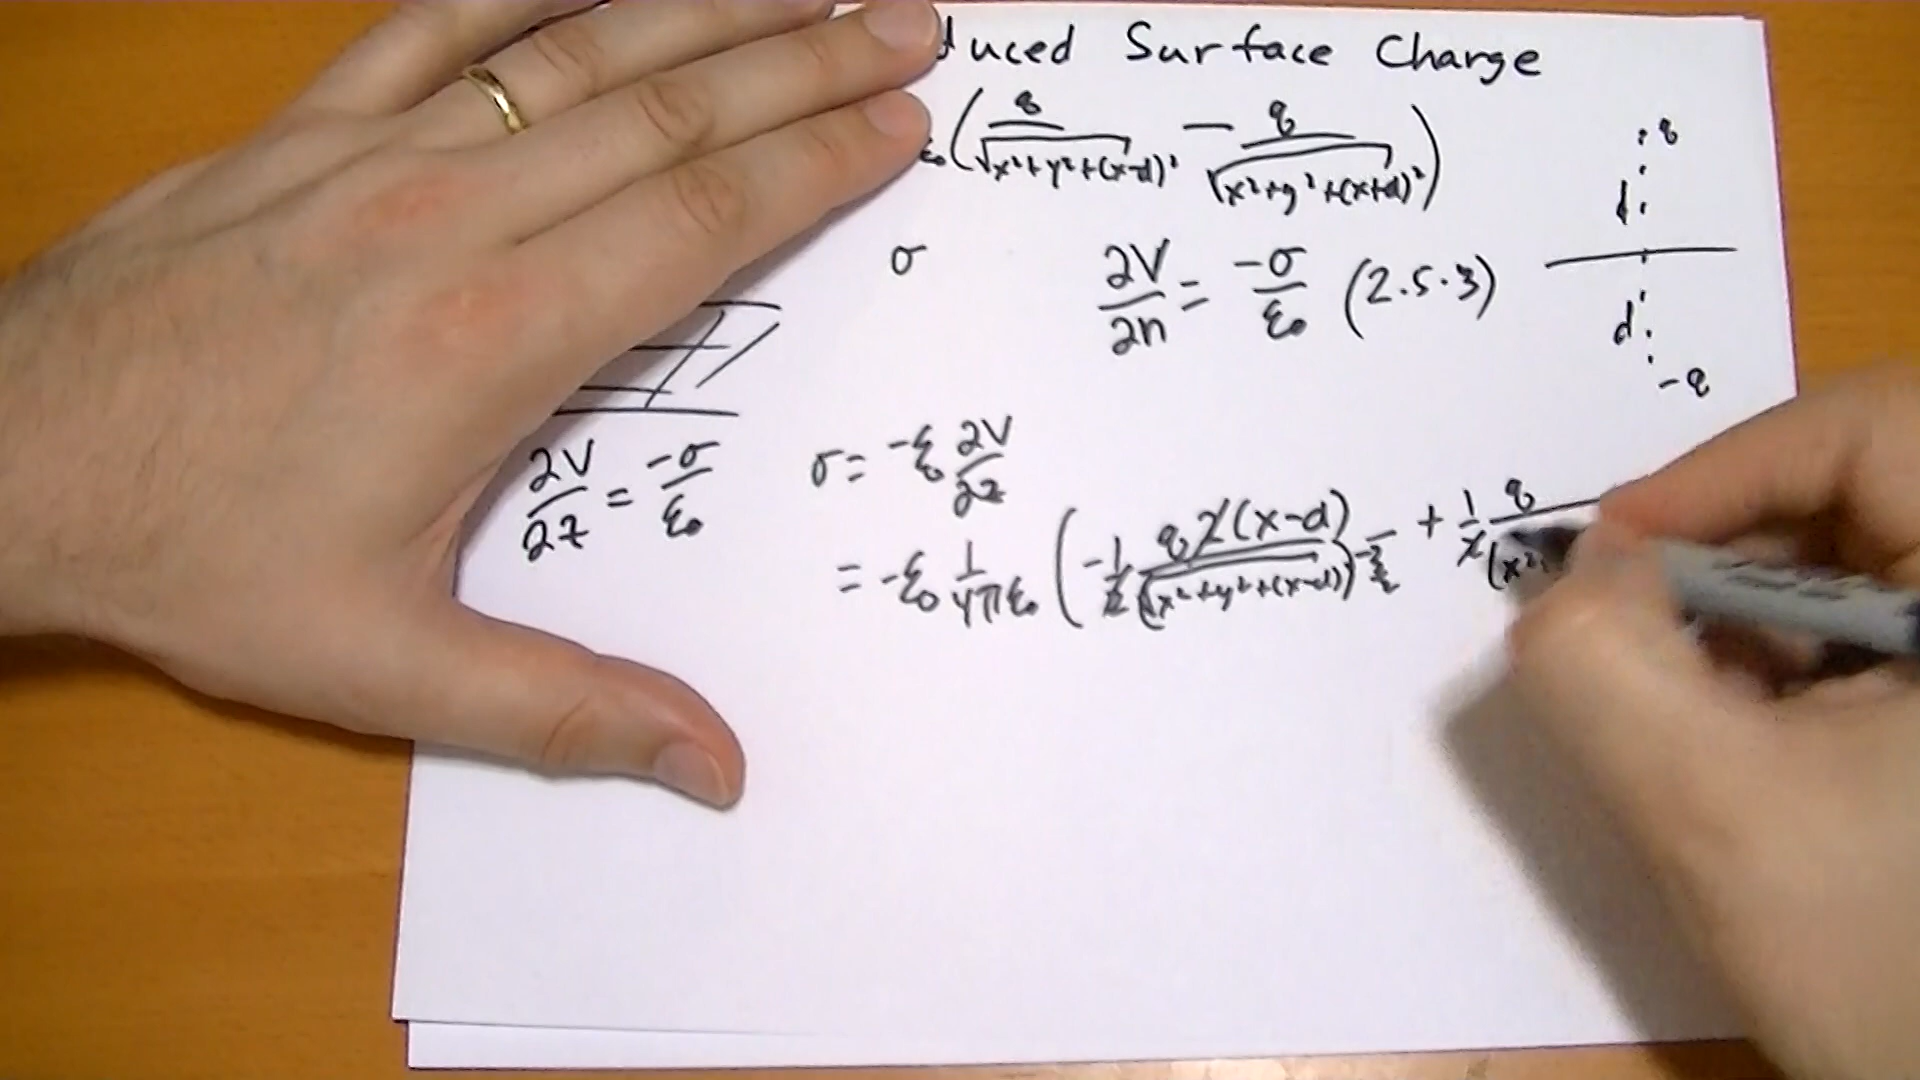 duced Surface Charge
ε₀ ( q/√(x²+y²+(x-d)²) − q/√(x²+y²+(x+d)²) )
q
d
d
-q
σ
∂V/∂n = -σ/ε₀ (2.5.3)
∂V/∂z = -σ/ε₀
σ = -ε₀ ∂V/∂z
= -ε₀ 1/4πε₀ ( -1/2 q2(x-d)/(x²+y²+(x-d)²) 3/2 + 1/2 q/(x²